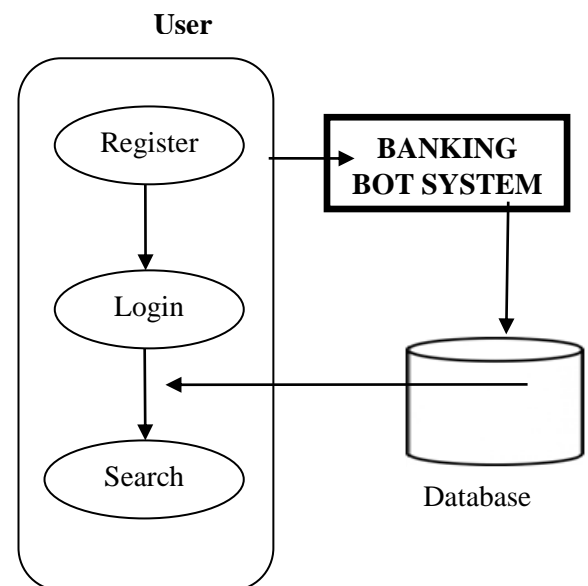 User
Register
BANKING
BOT SYSTEM
Login
Search
Database